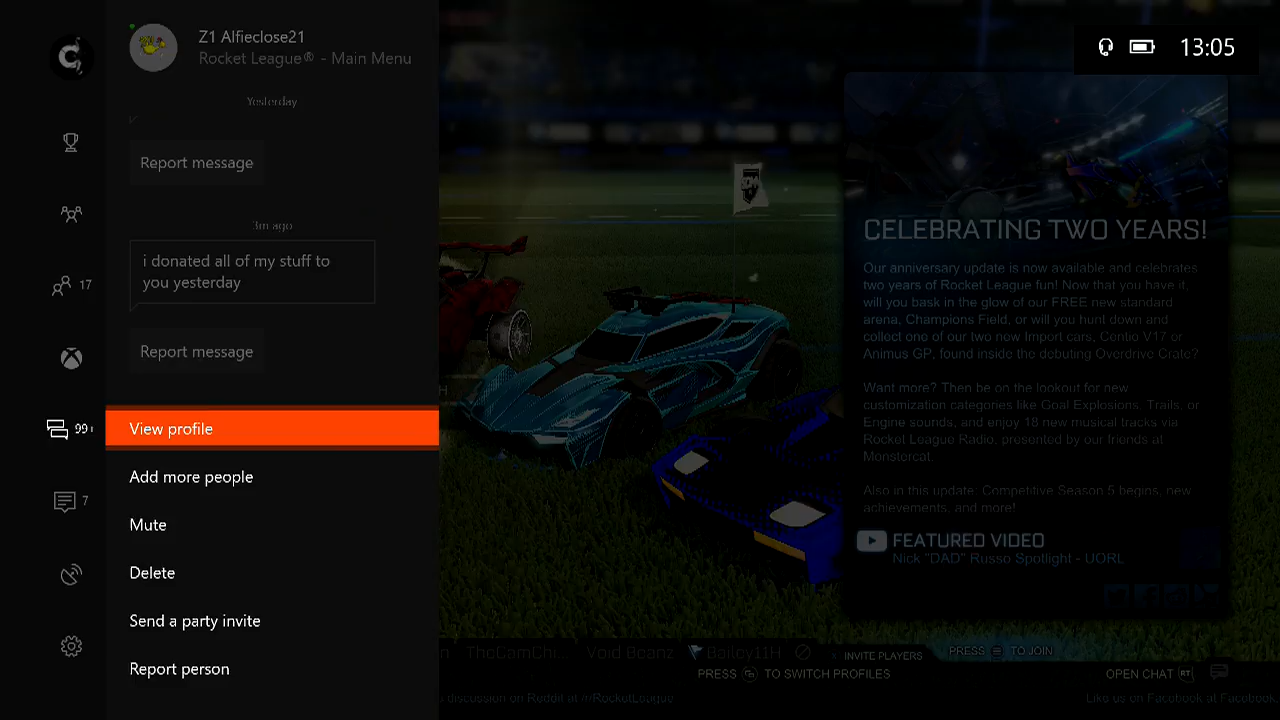 Z1 Alfieclose21
Rocket League® - Main Menu
Yesterday
Report message
3m ago
i donated all of my stuff to
you yesterday
Report message
17
99+
7
View profile
Add more people
Mute
Delete
Send a party invite
Report person
13:05
CELEBRATING TWO YEARS!
Our anniversary update is now available and celebrates
two years of Rocket League fun! Now that you have it,
will you bask in the glow of our FREE new standard
arena, Champions Field, or will you hunt down and
collect one of our two new Import cars, Centio V17 or
Animus GP, found inside the debuting Overdrive Crate?
Want more? Then be on the lookout for new
customization categories like Goal Explosions, Trails, or
Engine sounds, and enjoy 18 new musical tracks via
Rocket League Radio, presented by our friends at
Monstercat.
Also in this update: Competitive Season 5 begins, new
achievements, and more!
FEATURED VIDEO
Nick "DAD" Russo Spotlight - UORL
TheCamChi... Void Beanz Bailey11H
INVITE PLAYERS
PRESS TO JOIN
PRESS TO SWITCH PROFILES
OPEN CHAT RT
discussion on Reddit at /r/RocketLeague
Like us on Facebook at Facebook